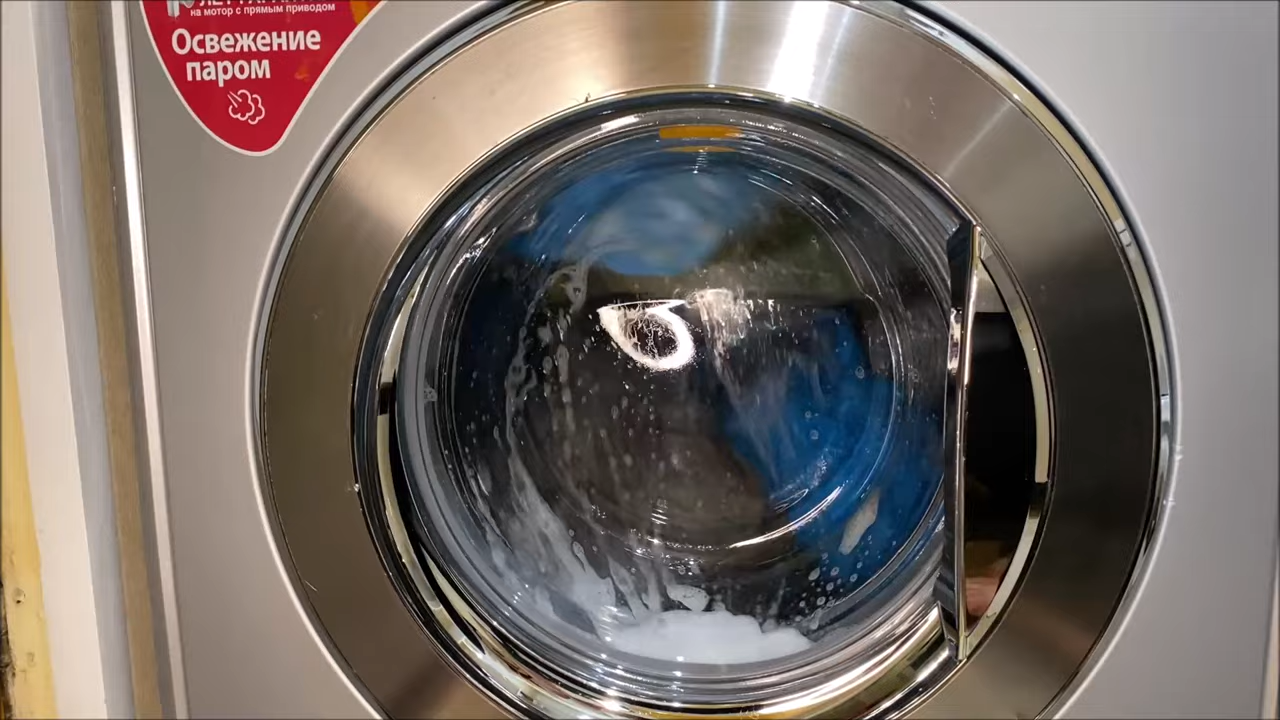 на мотор с прямым приводом
Освежение
паром